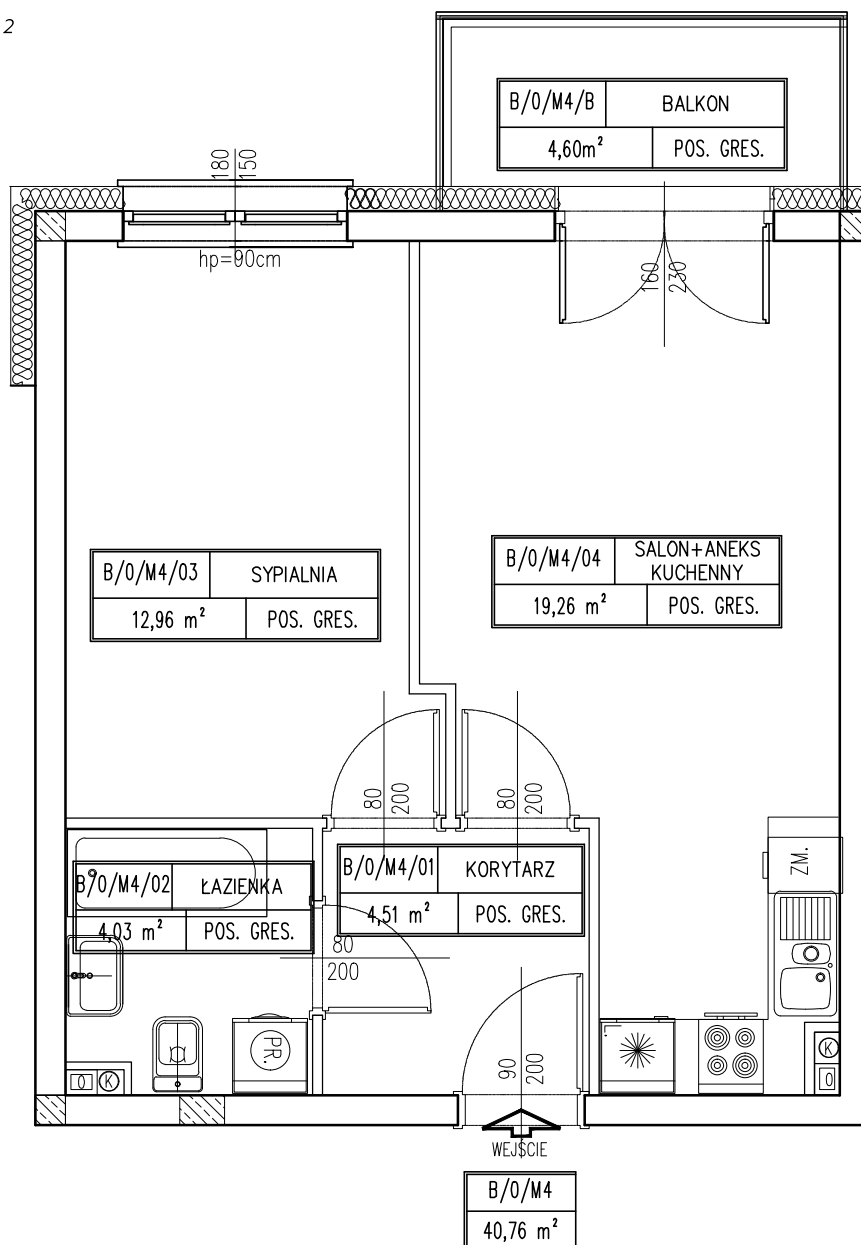 2
B/0/M4/B BALKON
4,60m² POS. GRES.
180
150
hp=90cm
160
230
B/0/M4/03 SYPIALNIA
12,96 m² POS. GRES.
B/0/M4/04 SALON+ANEKS
KUCHENNY
19,26 m² POS. GRES.
80
200
80
200
B/0/M4/02 ŁAZIENKA
4,03 m² POS. GRES.
B/0/M4/01 KORYTARZ
4,51 m² POS. GRES.
ZM.
80
200
PR.
90
200
K
K
WEJŚCIE
B/0/M4
40,76 m²